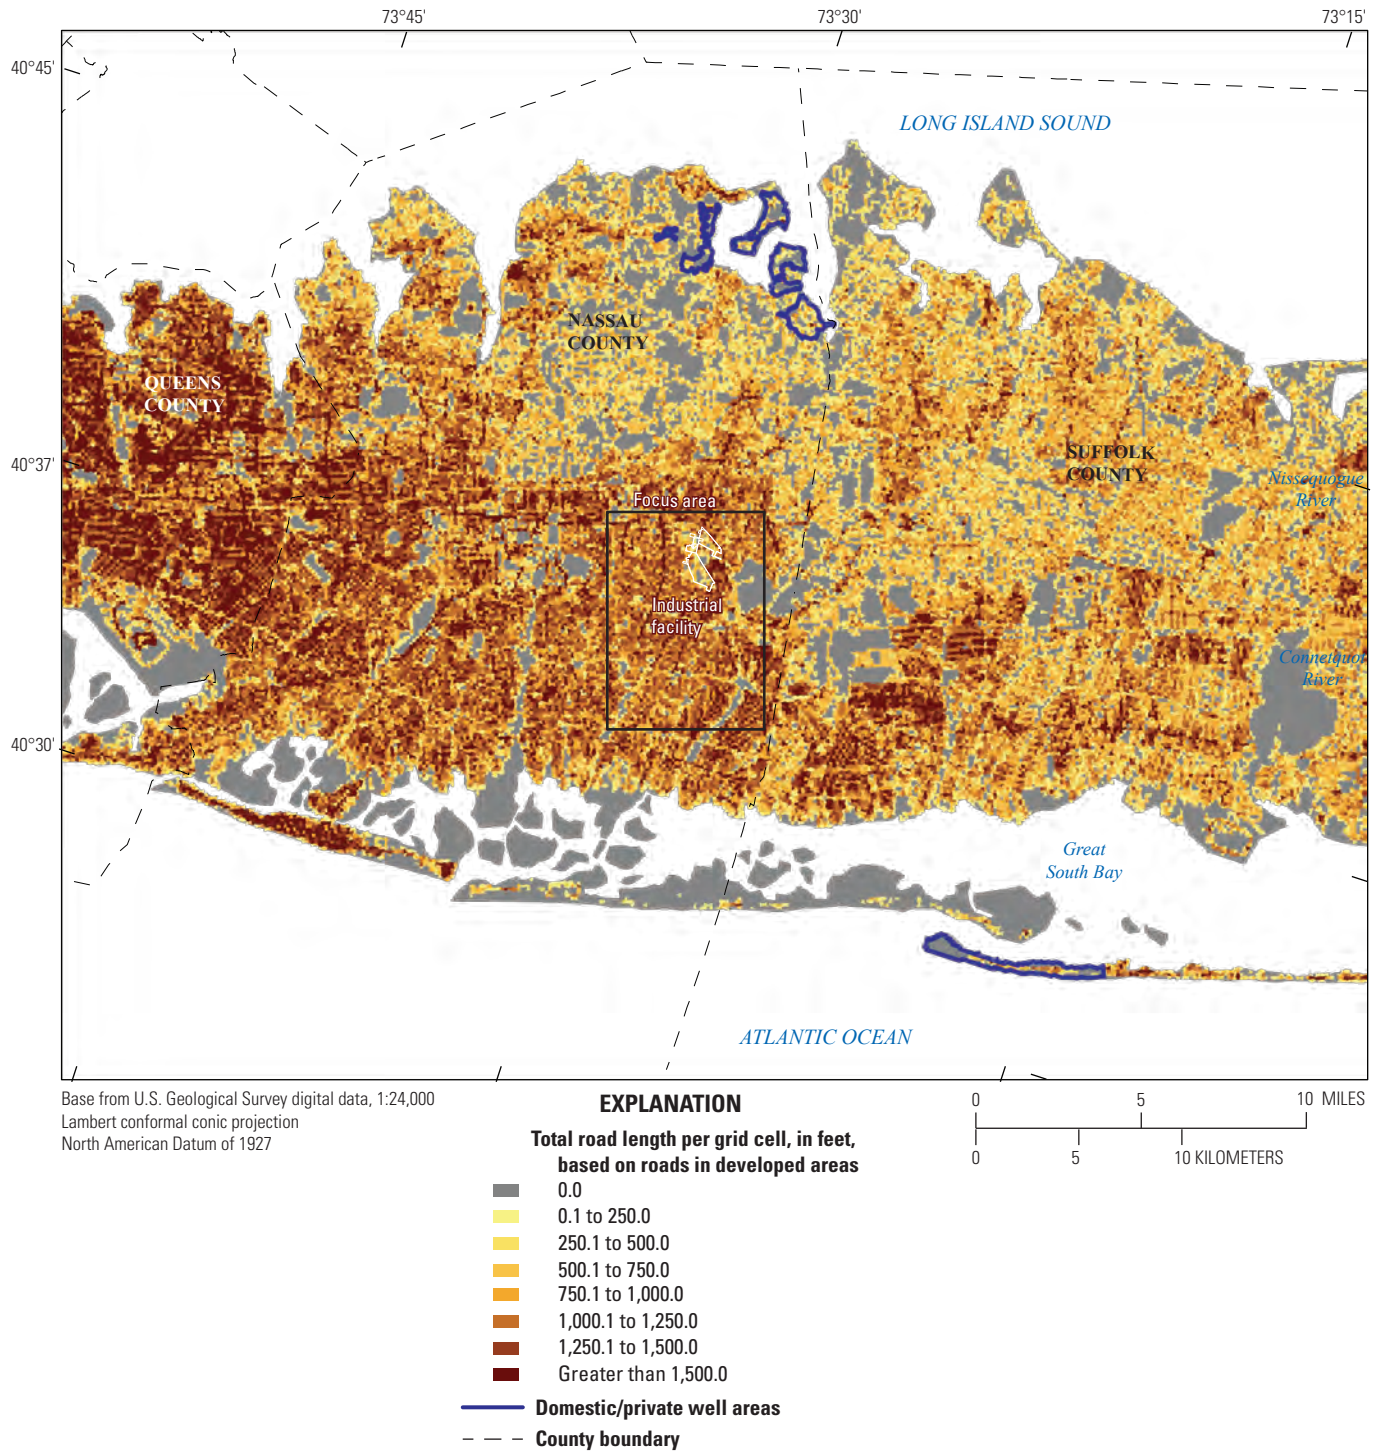 73°45'
73°30'
73°15'
40°45'
LONG ISLAND SOUND
NASSAU
COUNTY
QUEENS
COUNTY
SUFFOLK
COUNTY
40°37'
Nissequogue
River
Focus area
Industrial
facility
Connetquot
River
40°30'
Great
South Bay
ATLANTIC OCEAN
Base from U.S. Geological Survey digital data, 1:24,000
Lambert conformal conic projection
North American Datum of 1927
EXPLANATION
Total road length per grid cell, in feet,
based on roads in developed areas
0.0
0.1 to 250.0
250.1 to 500.0
500.1 to 750.0
750.1 to 1,000.0
1,000.1 to 1,250.0
1,250.1 to 1,500.0
Greater than 1,500.0
Domestic/private well areas
County boundary
0 5 10 MILES
0 5 10 KILOMETERS